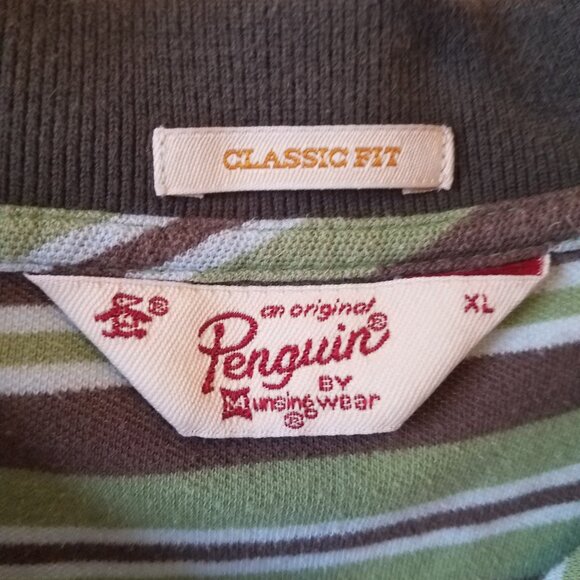 CLASSIC FIT
®
an original
XL
Penguin®
BY
Munsingwear
®